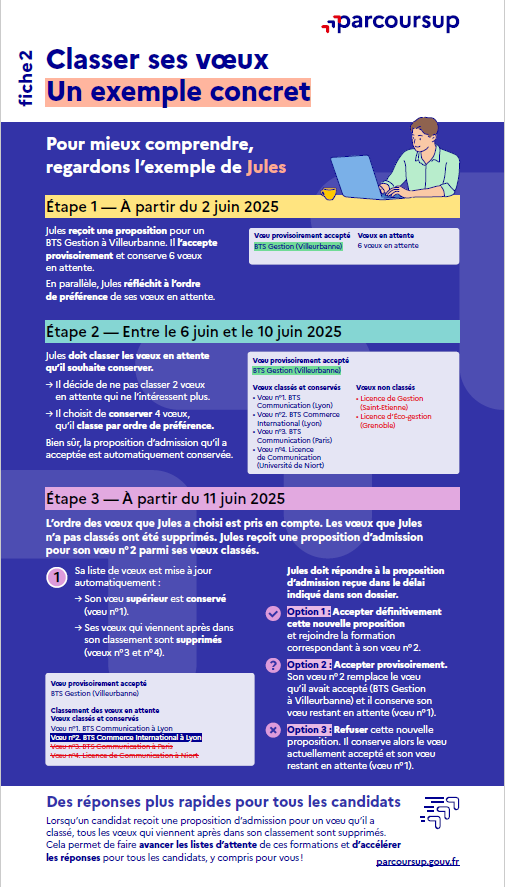 parcoursup
fiche 2
Classer ses vœux
Un exemple concret
Pour mieux comprendre,
regardons l'exemple de Jules
Étape 1 — À partir du 2 juin 2025
Jules reçoit une proposition pour un
BTS Gestion à Villeurbanne. Il l'accepte
provisoirement et conserve 6 vœux
en attente.
En parallèle, Jules réfléchit à l'ordre
de préférence de ses vœux en attente.
Vœu provisoirement accepté
BTS Gestion (Villeurbanne)
Vœux en attente
6 vœux en attente
Étape 2 — Entre le 6 juin et le 10 juin 2025
Jules doit classer les vœux en attente
qu'il souhaite conserver.
→ Il décide de ne pas classer 2 vœux
en attente qui ne l'intéressent plus.
→ Il choisit de conserver 4 vœux,
qu'il classe par ordre de préférence.
Bien sûr, la proposition d'admission qu'il a
acceptée est automatiquement conservée.
Vœu provisoirement accepté
BTS Gestion (Villeurbanne)
Vœux classés et conservés
• Vœu n°1. BTS
Communication (Lyon)
• Vœu n°2. BTS Commerce
International (Lyon)
• Vœu n°3. BTS
Communication (Paris)
• Vœu n°4. Licence
de Communication
(Université de Niort)
Vœux non classés
• Licence de Gestion
(Saint-Etienne)
• Licence d'Éco-gestion
(Grenoble)
Étape 3 — À partir du 11 juin 2025
L'ordre des vœux que Jules a choisi est pris en compte. Les vœux que Jules
n'a pas classés ont été supprimés. Jules reçoit une proposition d'admission
pour son vœu n°2 parmi ses vœux classés.
1
Sa liste de vœux est mise à jour
automatiquement :
→ Son vœu supérieur est conservé
(vœu n°1).
→ Ses vœux qui viennent après dans
son classement sont supprimés
(vœux n°3 et n°4).
Vœu provisoirement accepté
BTS Gestion (Villeurbanne)
Classement des vœux en attente
Vœux classés et conservés
Vœu n°1. BTS Communication à Lyon
Vœu n°2. BTS Commerce International à Lyon
Vœu n°3. BTS Communication à Paris
Vœu n°4. Licence de Communication à Niort
Jules doit répondre à la proposition
d'admission reçue dans le délai
indiqué dans son dossier.
Option 1 : Accepter définitivement
cette nouvelle proposition
et rejoindre la formation
correspondant à son vœu n°2.
?
Option 2 : Accepter provisoirement.
Son vœu n°2 remplace le vœu
qu'il avait accepté (BTS Gestion
à Villeurbanne) et il conserve son
vœu restant en attente (vœu n°1).
Option 3 : Refuser cette nouvelle
proposition. Il conserve alors le vœu
actuellement accepté et son vœu
restant en attente (vœu n°1).
Des réponses plus rapides pour tous les candidats
Lorsqu'un candidat reçoit une proposition d'admission pour un vœu qu'il a
classé, tous les vœux qui viennent après dans son classement sont supprimés.
Cela permet de faire avancer les listes d'attente de ces formations et d'accélérer
les réponses pour tous les candidats, y compris pour vous !
parcoursup.gouv.fr